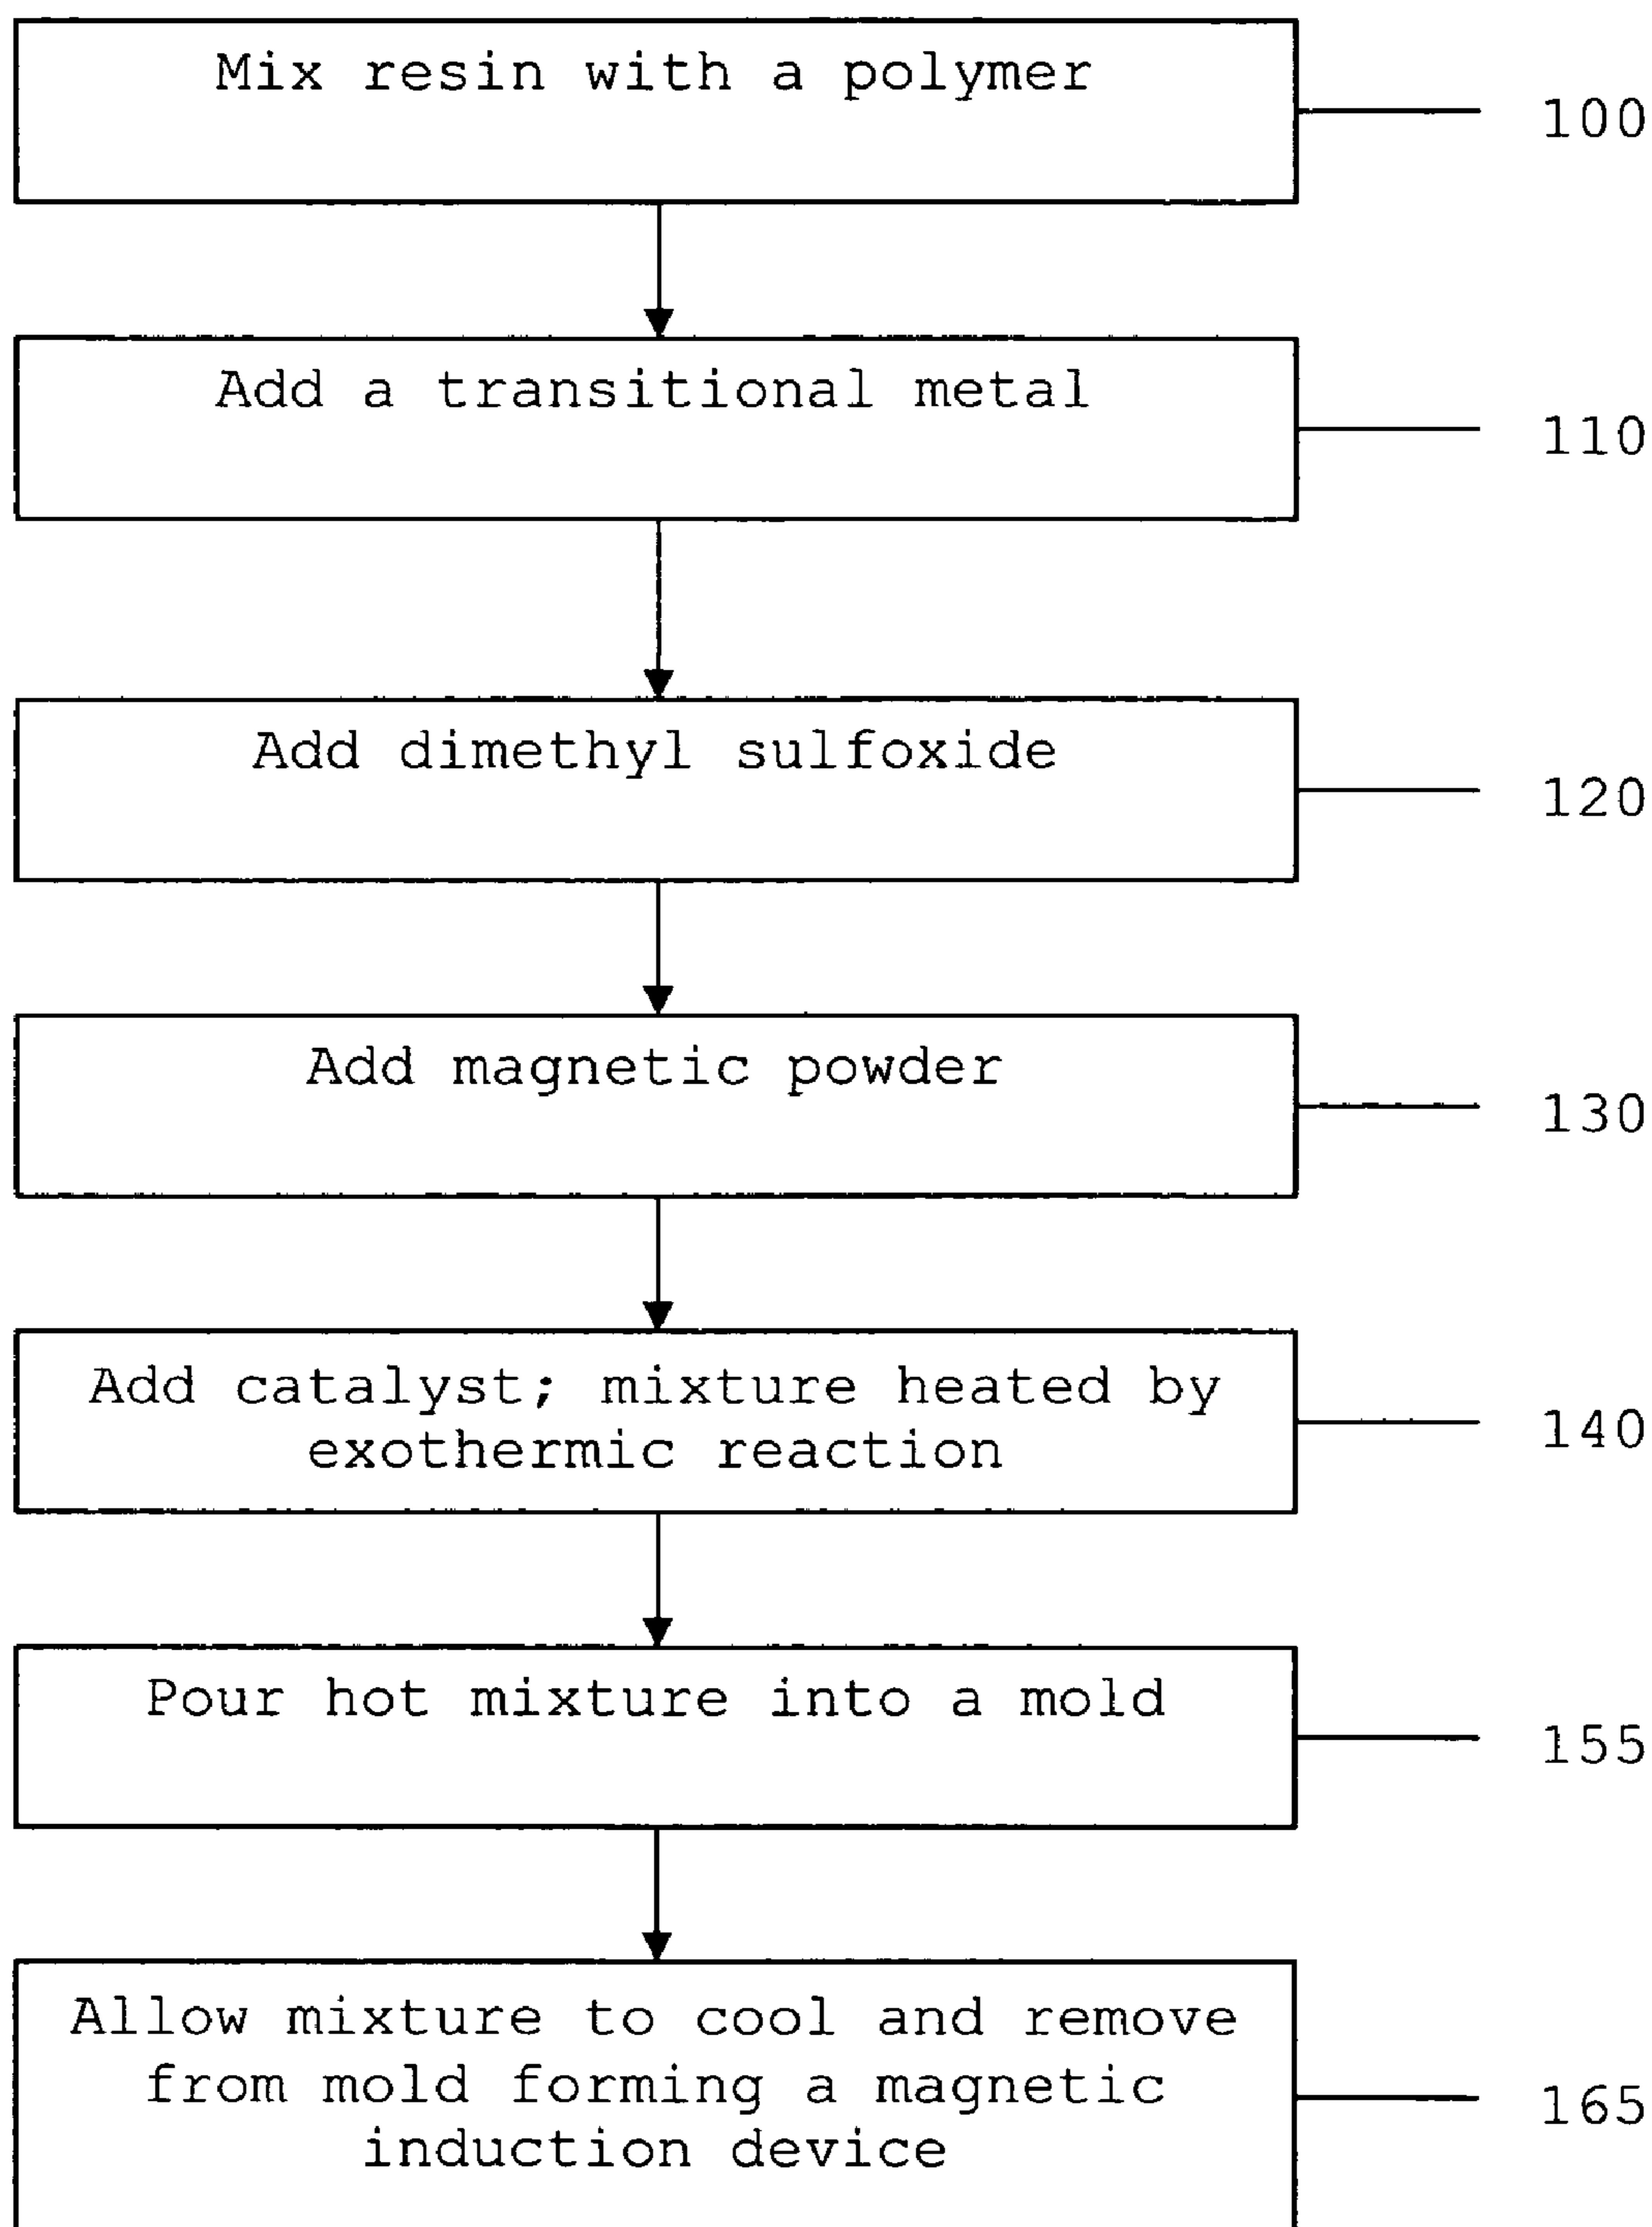 Mix resin with a polymer
100
Add a transitional metal
110
Add dimethyl sulfoxide
120
Add magnetic powder
130
Add catalyst; mixture heated by
exothermic reaction
140
Pour hot mixture into a mold
155
Allow mixture to cool and remove
from mold forming a magnetic
induction device
165